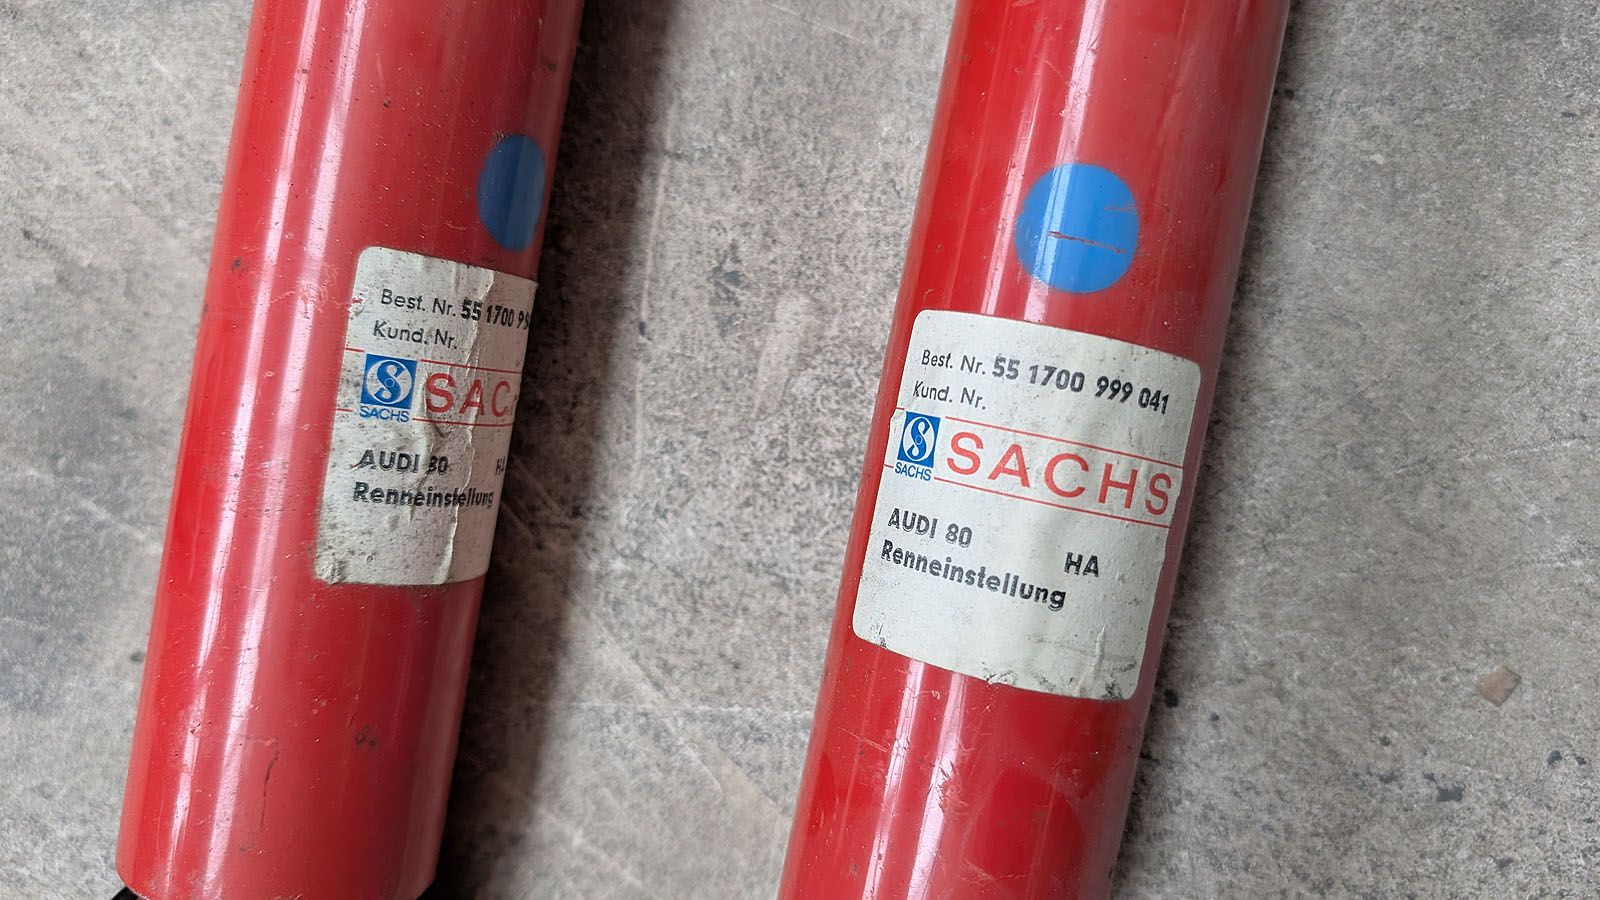 Best. Nr. 55 1700
Kund. Nr.
SACHS
SAC
AUDI 80
Renneinstellung
Best. Nr. 55 1700 999 041
Kund. Nr.
SACHS
SACHS
AUDI 80 HA
Renneinstellung